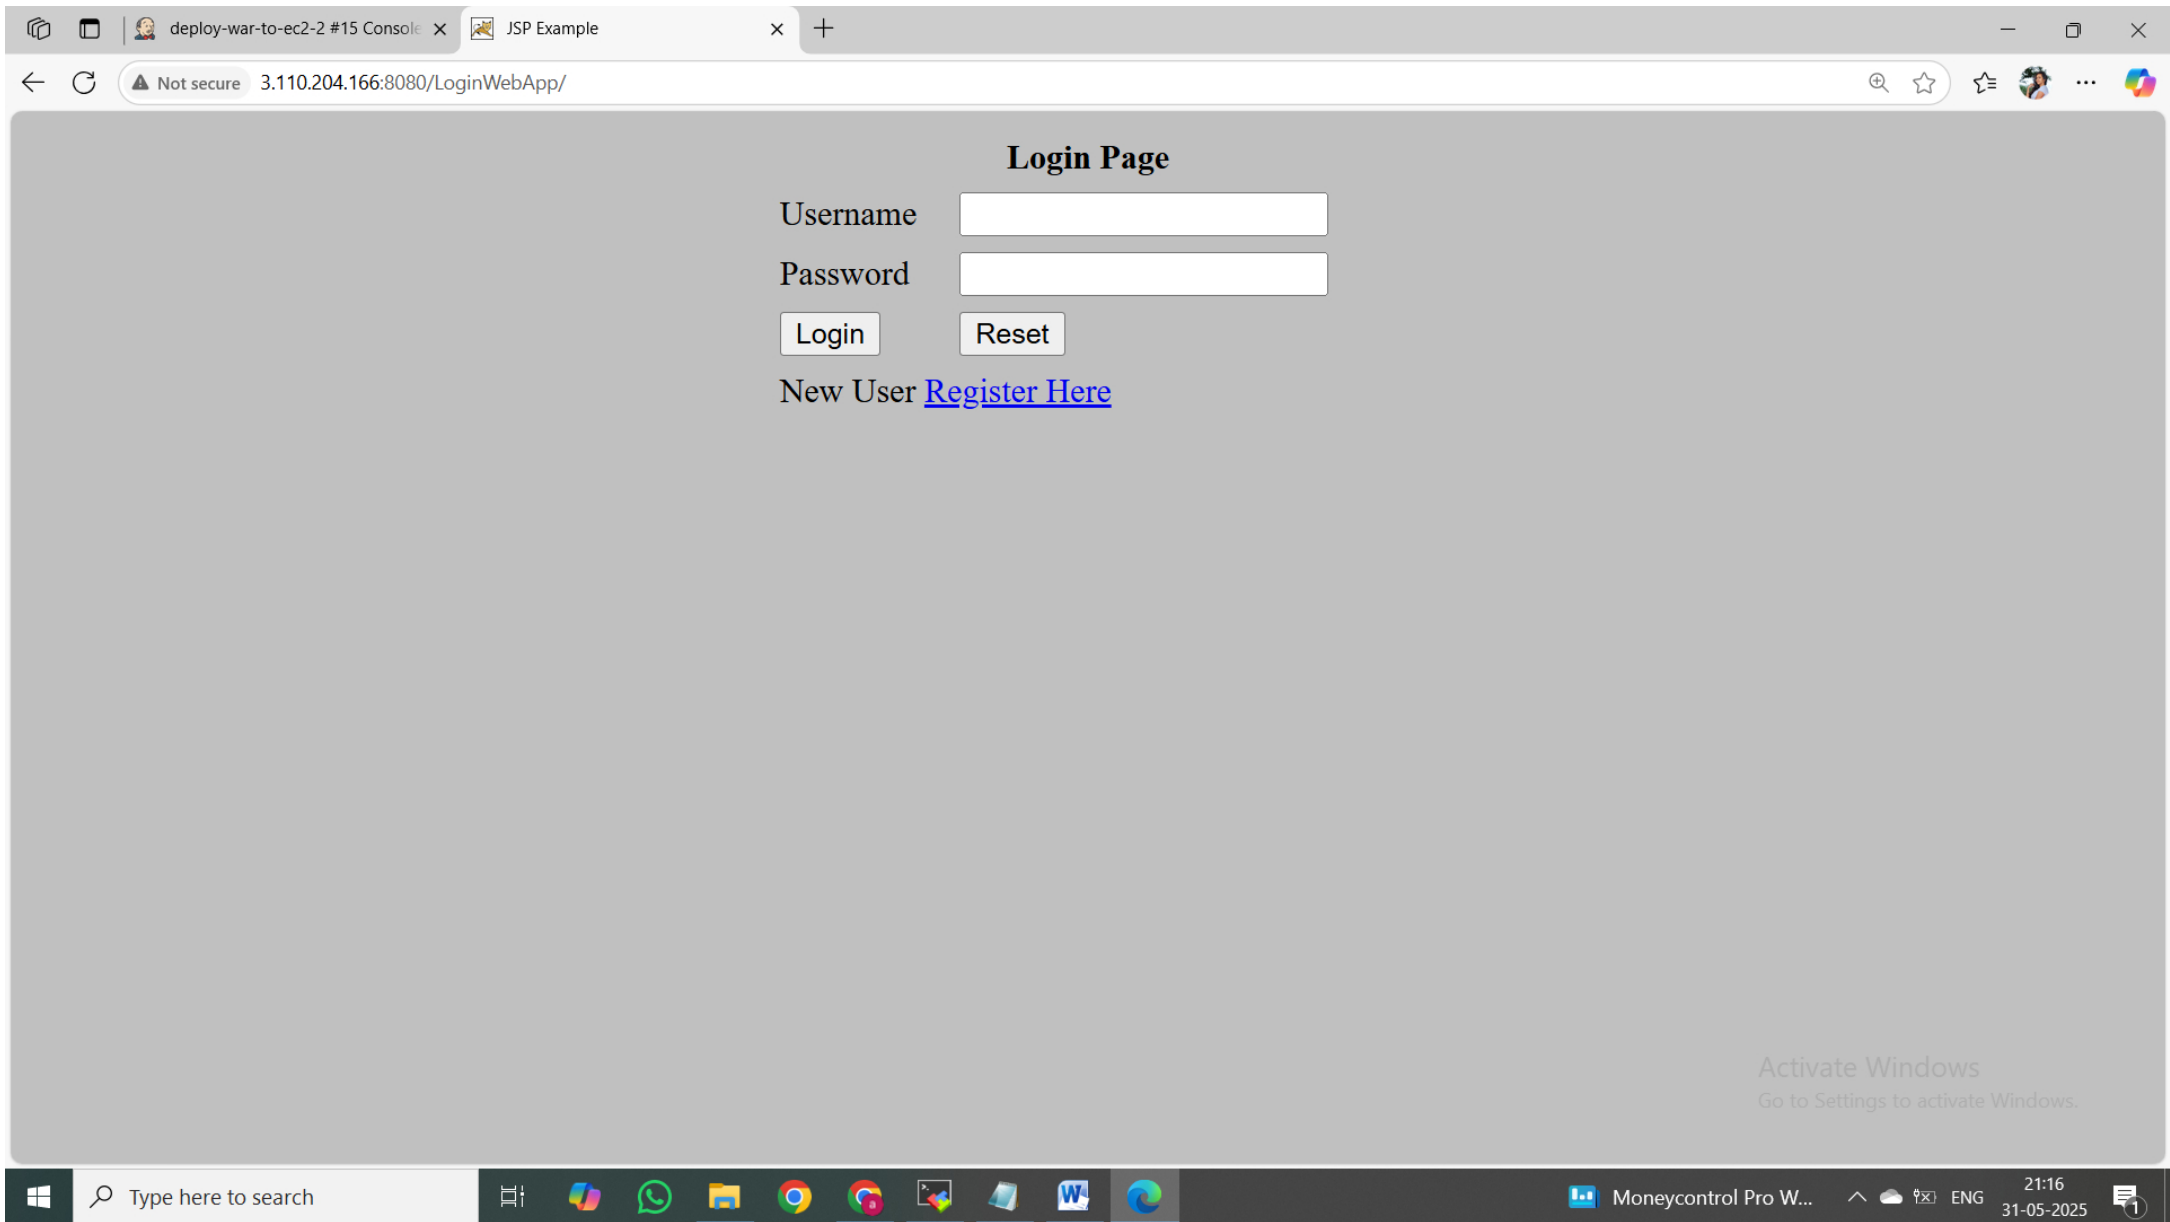 deploy-war-to-ec2-2 #15 Console
JSP Example
Not secure
3.110.204.166:8080/LoginWebApp/
Login Page
Username
Password
Login
Reset
New User Register Here
Activate Windows
Go to Settings to activate Windows.
Type here to search
a
W
Moneycontrol Pro W...
ENG
21:16
31-05-2025
1